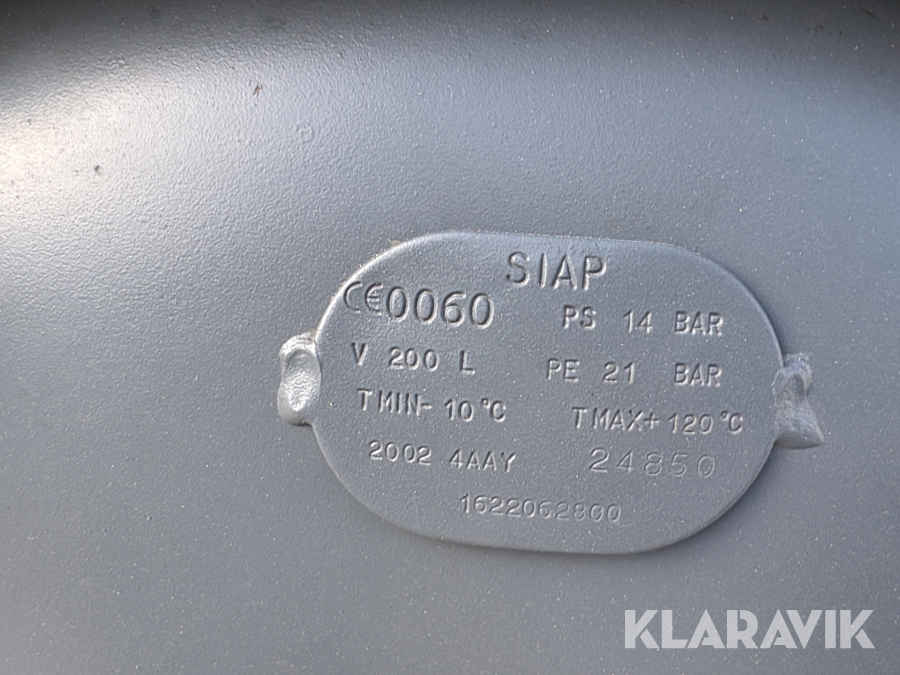 SIAP
CE0060 PS 14 BAR
V 200 L PE 21 BAR
TMIN- 10°C TMAX+ 120°C
2002 4AAY 24850
1622062800
KLARAVIK